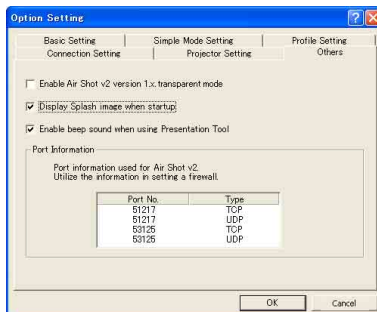 Option Setting
Basic Setting Simple Mode Setting Profile Setting
Connection Setting Projector Setting Others
Enable Air Shot v2 version 1.x. transparent mode
Display Splash image when startup
Enable beep sound when using Presentation Tool
Port Information
Port information used for Air Shot v2.
Utilize the information in setting a firewall.
Port No. Type
51217 TCP
51217 UDP
53125 TCP
53125 UDP
OK Cancel